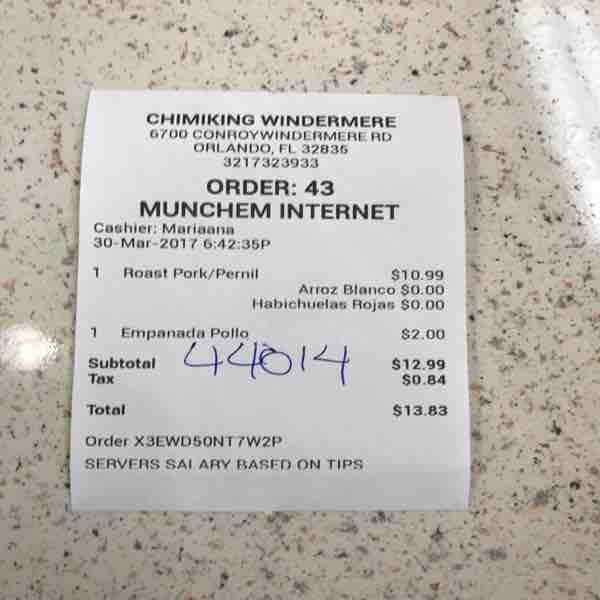 CHIMIKING WINDERMERE
6700 CONROYWINDERMERE RD
ORLANDO, FL 32835
3217323933
ORDER: 43
MUNCHEM INTERNET
Cashier: Mariaana
30-Mar-2017 6:42:35P
1 Roast Pork/Pernil $10.99
Arroz Blanco $0.00
Habichuelas Rojas $0.00
1 Empanada Pollo $2.00
44014
Subtotal $12.99
Tax $0.84
Total $13.83
Order X3EWD50NT7W2P
SERVERS SALARY BASED ON TIPS